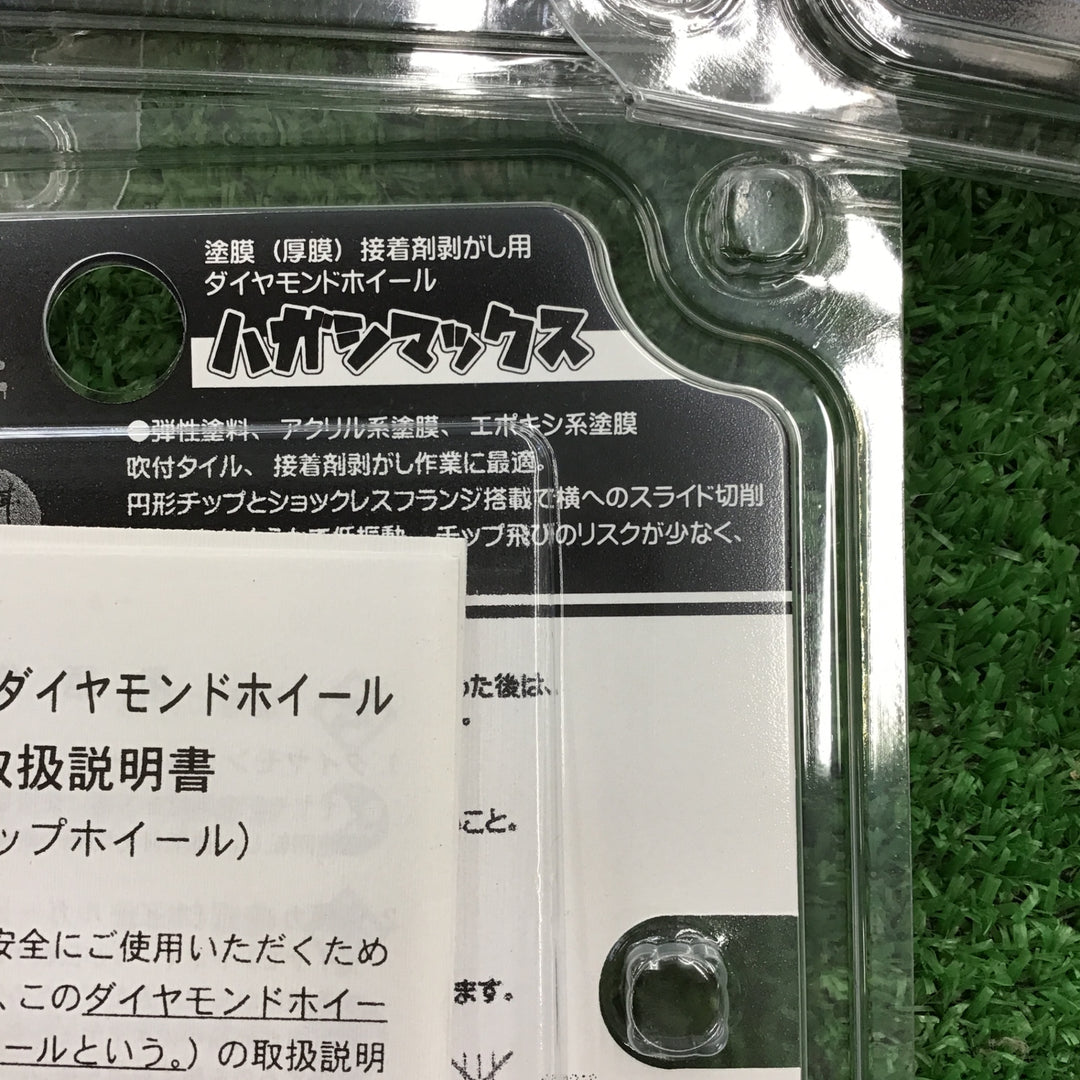 塗膜（厚膜）接着剤剥がし用
ダイヤモンドホイール
ハガシマックス
●弾性塗料、アクリル系塗膜、エポキシ系塗膜
吹付タイル、接着剤剥がし作業に最適。
円形チップとショックレスフランジ搭載で横へのスライド切削
低振動、チップ飛びのリスクが少なく、
ダイヤモンドホイール
取扱説明書
ップホイール）
安全にご使用いただくため
、このダイヤモンドホイー
ールという。）の取扱説明
た後は、
。
こと。
ます。